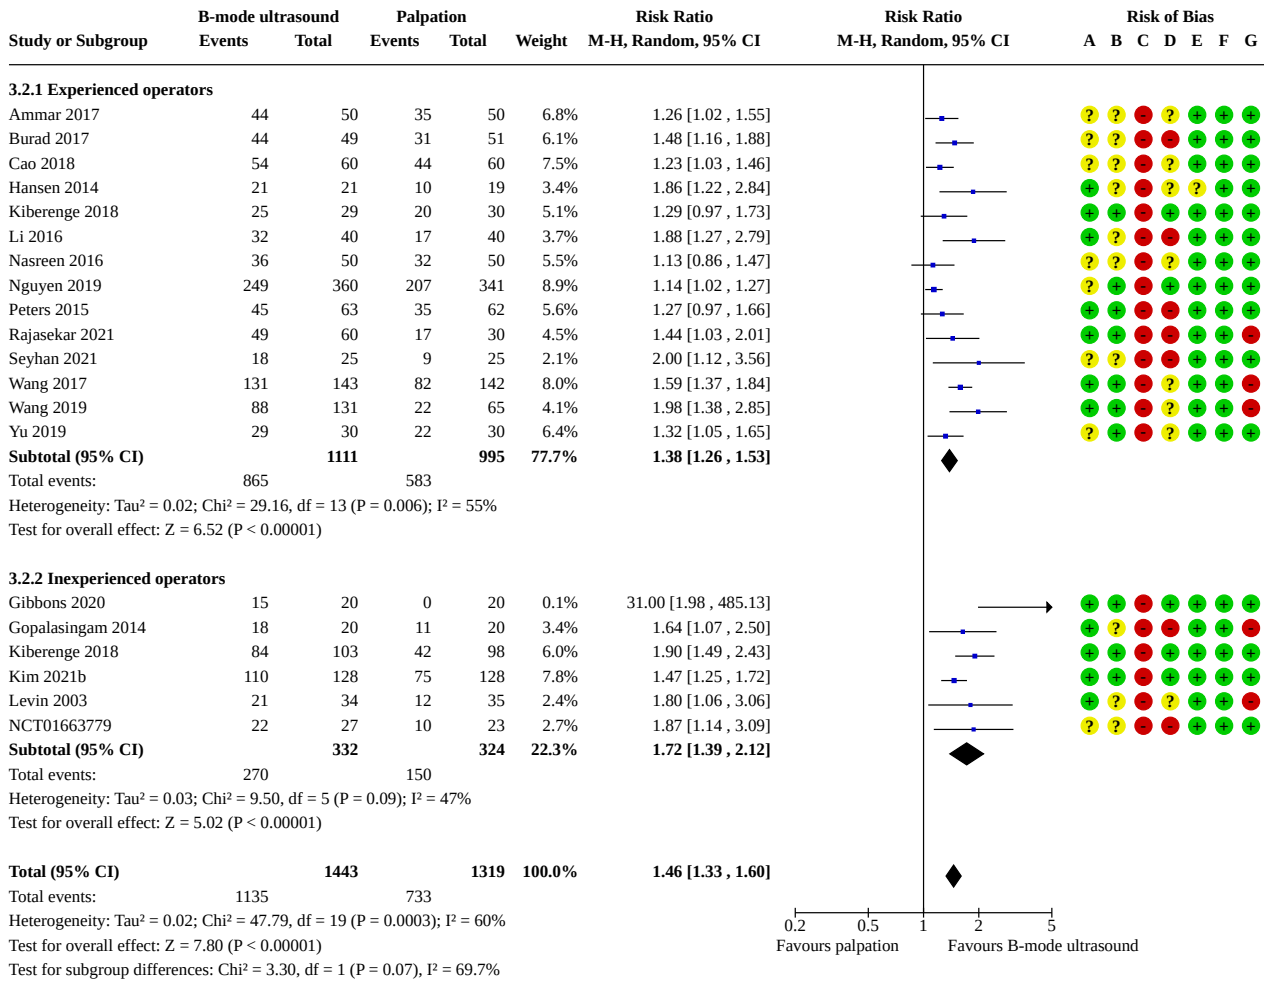 B-mode ultrasound Palpation Risk Ratio Risk Ratio Risk of Bias
Study or Subgroup Events Total Events Total Weight M-H, Random, 95% CI M-H, Random, 95% CI A B C D E F G
3.2.1 Experienced operators
Ammar 2017 44 50 35 50 6.8% 1.26 [1.02 , 1.55] ? ? - ? + + +
Burad 2017 44 49 31 51 6.1% 1.48 [1.16 , 1.88] ? ? - - + + +
Cao 2018 54 60 44 60 7.5% 1.23 [1.03 , 1.46] ? ? - ? + + +
Hansen 2014 21 21 10 19 3.4% 1.86 [1.22 , 2.84] + ? - ? ? + +
Kiberenge 2018 25 29 20 30 5.1% 1.29 [0.97 , 1.73] + + - + + + +
Li 2016 32 40 17 40 3.7% 1.88 [1.27 , 2.79] + ? - - + + +
Nasreen 2016 36 50 32 50 5.5% 1.13 [0.86 , 1.47] ? ? - ? + + +
Nguyen 2019 249 360 207 341 8.9% 1.14 [1.02 , 1.27] ? + - + + + +
Peters 2015 45 63 35 62 5.6% 1.27 [0.97 , 1.66] + + - - + + +
Rajasekar 2021 49 60 17 30 4.4% 1.44 [1.03 , 2.01] + + - - + + -
Seyhan 2021 18 25 9 25 2.1% 2.00 [1.12 , 3.56] ? ? - - + + +
Wang 2017 131 143 82 142 8.0% 1.59 [1.37 , 1.84] + + - ? + + -
Wang 2019 88 131 22 65 4.1% 1.98 [1.38 , 2.85] + + - ? + + -
Yu 2019 29 30 22 30 6.4% 1.32 [1.05 , 1.65] ? + - ? + + +
Subtotal (95% CI) 1111 995 77.7% 1.38 [1.26 , 1.53]
Total events: 865 583
Heterogeneity: Tau² = 0.02; Chi² = 29.16, df = 13 (P = 0.006); I² = 55%
Test for overall effect: Z = 6.52 (P < 0.00001)
3.2.2 Inexperienced operators
Gibbons 2020 15 20 0 20 0.1% 31.00 [1.98 , 485.13] + + - + + + +
Gopalasingam 2014 18 20 11 20 3.4% 1.64 [1.07 , 2.50] + ? - - + + -
Kiberenge 2018 84 103 42 98 6.0% 1.90 [1.49 , 2.43] + + - + + + +
Kim 2021b 110 128 75 128 7.8% 1.47 [1.25 , 1.72] + + - + + + +
Levin 2003 21 34 12 35 2.4% 1.80 [1.06 , 3.06] + ? - ? + + -
NCT01663779 22 27 10 23 2.7% 1.87 [1.14 , 3.09] ? ? - - + + +
Subtotal (95% CI) 332 324 22.3% 1.72 [1.39 , 2.12]
Total events: 270 150
Heterogeneity: Tau² = 0.03; Chi² = 9.50, df = 5 (P = 0.09); I² = 47%
Test for overall effect: Z = 5.02 (P < 0.00001)
Total (95% CI) 1443 1319 100.0% 1.46 [1.33 , 1.60]
Total events: 1135 733
Heterogeneity: Tau² = 0.02; Chi² = 47.79, df = 19 (P = 0.0003); I² = 60%
0.2 0.5 1 2 5
Test for overall effect: Z = 7.80 (P < 0.00001)
Favours palpation Favours B-mode ultrasound
Test for subgroup differences: Chi² = 3.30, df = 1 (P = 0.07), I² = 69.7%